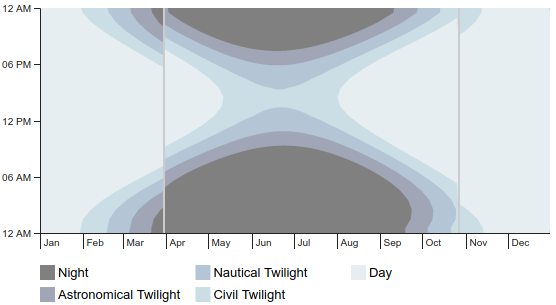 12 AM
06 PM
12 PM
06 AM
12 AM
Jan Feb Mar Apr May Jun Jul Aug Sep Oct Nov Dec
Night Nautical Twilight Day
Astronomical Twilight Civil Twilight